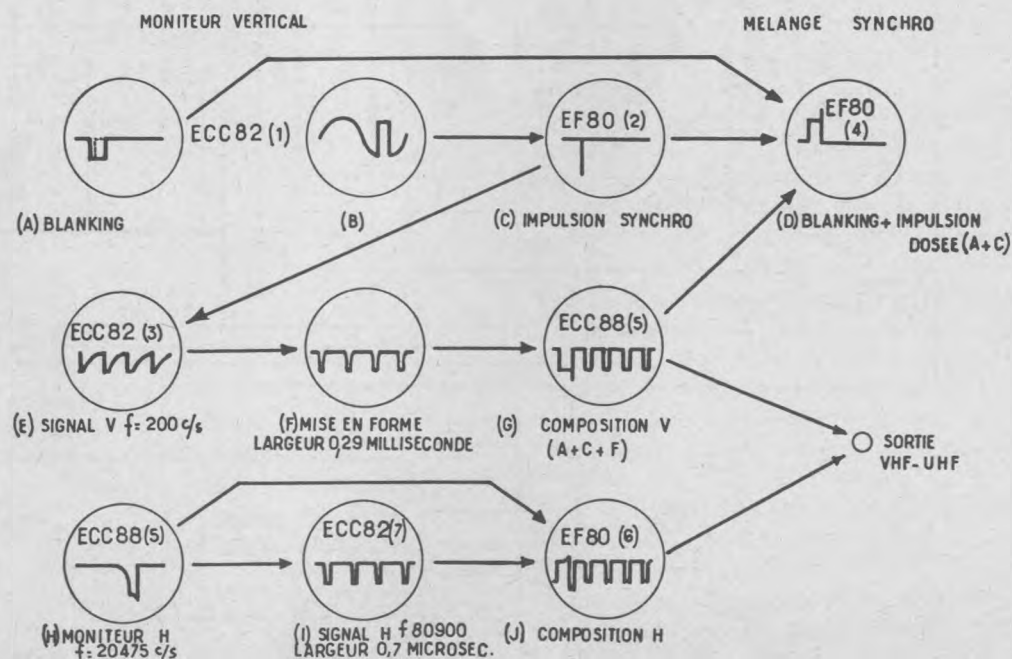 MONITEUR VERTICAL
MELANGE SYNCHRO
ECC82 (1)
EF80 (2)
EF80
(4)
(A) BLANKING
(B)
(C) IMPULSION SYNCHRO
(D) BLANKING + IMPULSION
DOSEE (A+C)
ECC82 (3)
ECC88 (5)
(E) SIGNAL V f = 200 c/s
(F) MISE EN FORME
LARGEUR 0,29 MILLISECONDE
(G) COMPOSITION V
(A+C+F)
SORTIE
VHF-UHF
ECC88 (5)
ECC82 (7)
EF80 (6)
(H) MONITEUR H
f = 20475 c/s
(I) SIGNAL H f 80900
LARGEUR 0,7 MICROSEC.
(J) COMPOSITION H